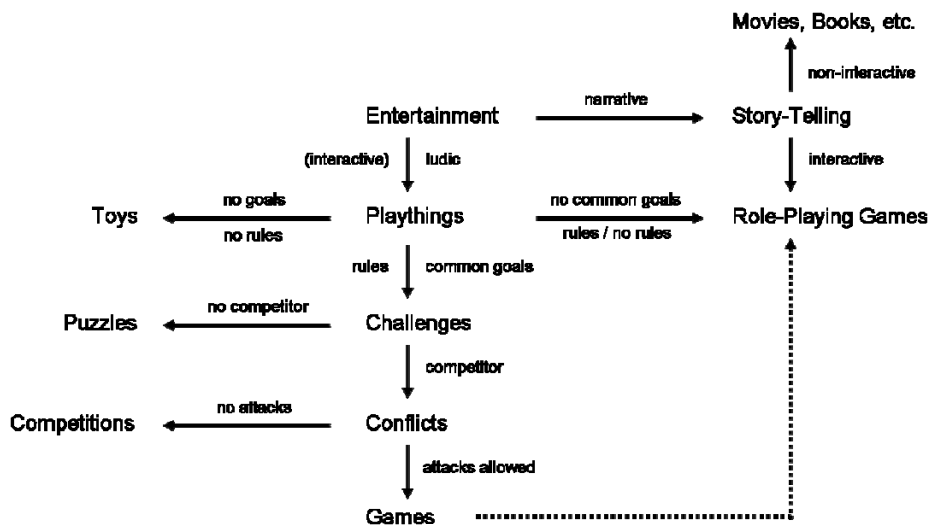 Movies, Books, etc.
non-interactive
Entertainment
narrative
Story-Telling
(interactive)
ludic
interactive
Toys
no goals
no rules
Playthings
no common goals
rules / no rules
Role-Playing Games
rules
common goals
Puzzles
no competitor
Challenges
competitor
Competitions
no attacks
Conflicts
attacks allowed
Games